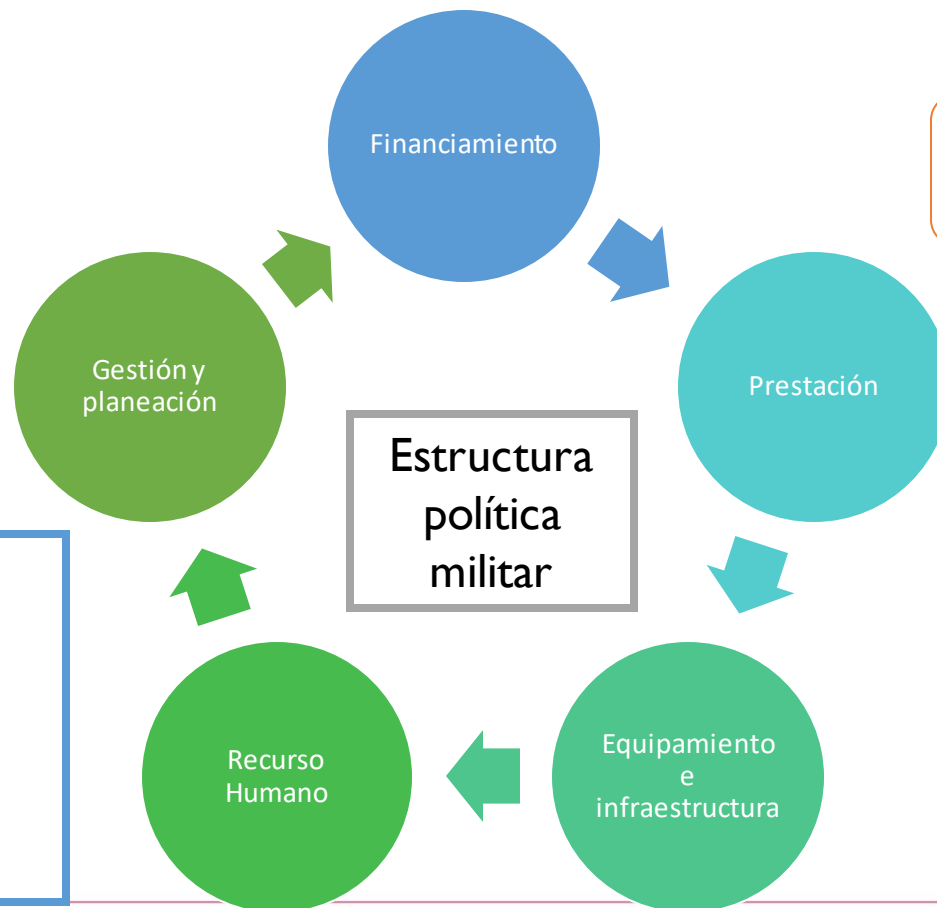 Financiamiento
Gestión y
planeación
Prestación
Estructura
política
militar
Recurso
Humano
Equipamiento
e
infraestructura